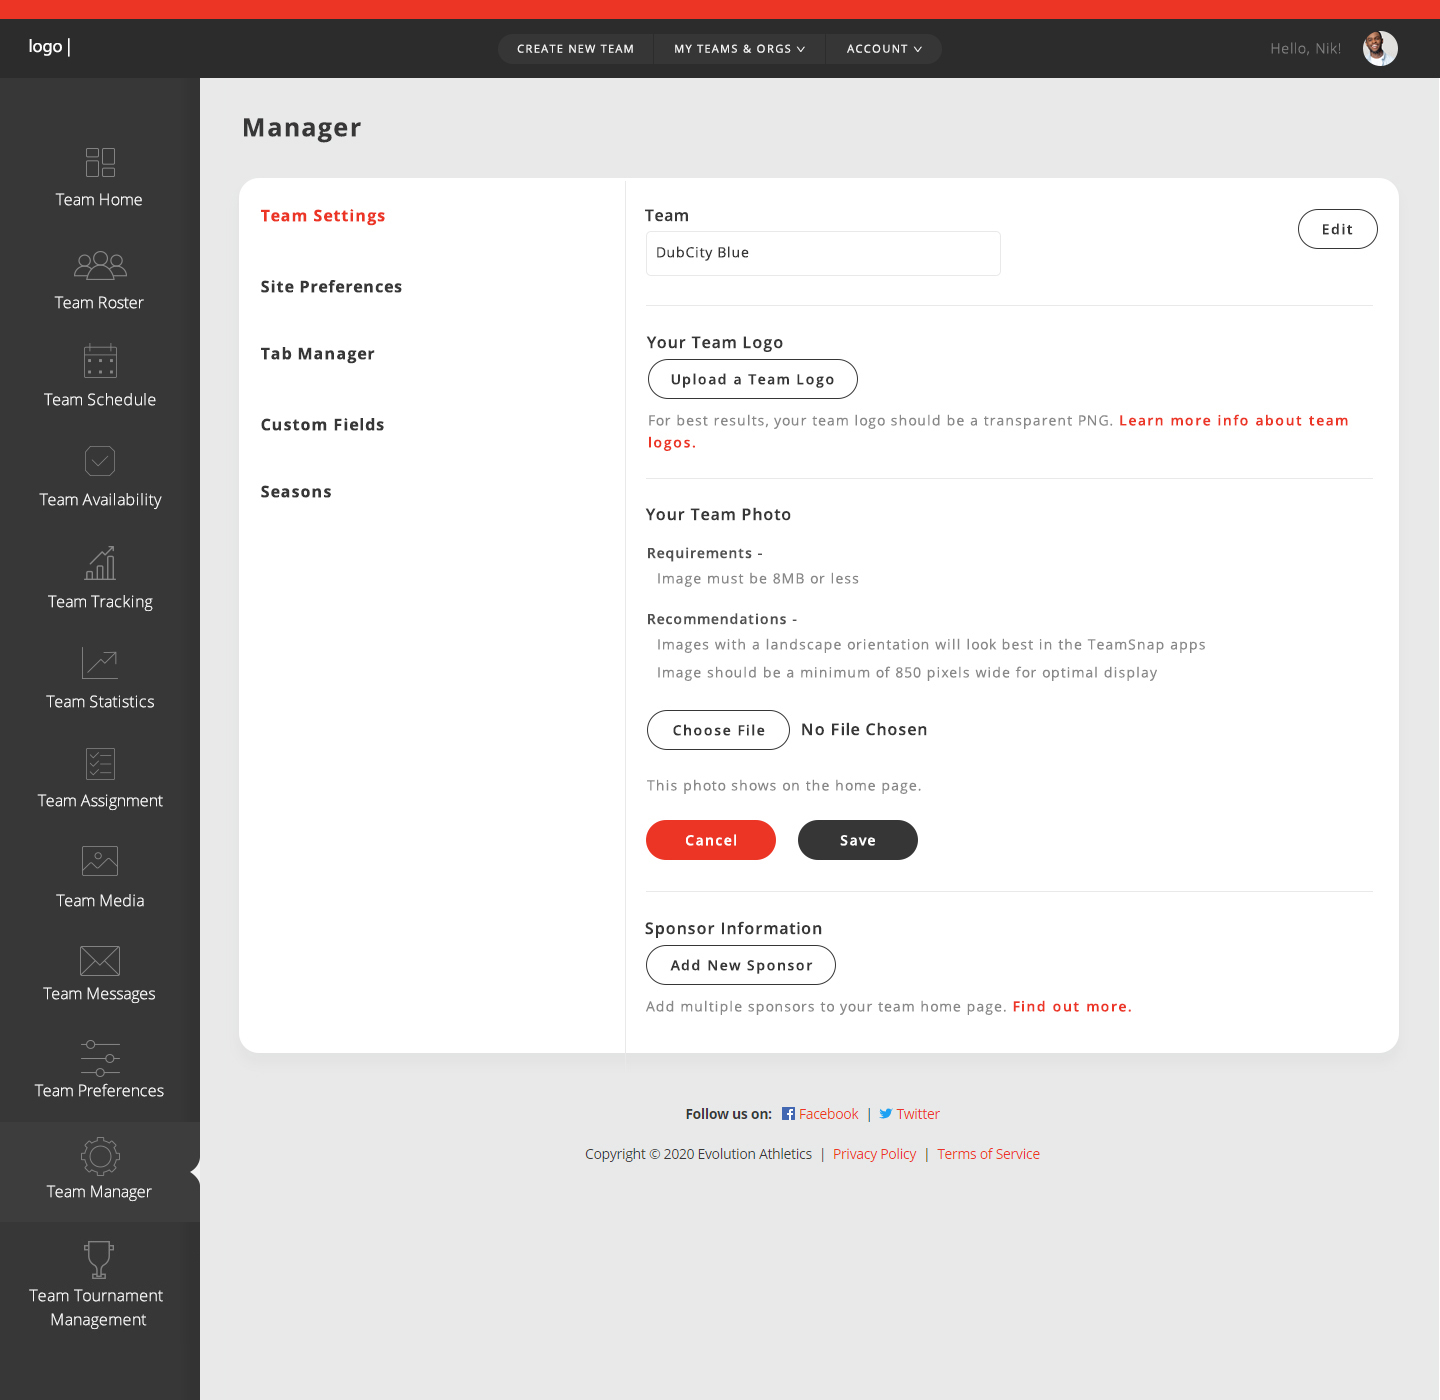 logo |
CREATE NEW TEAM
MY TEAMS & ORGS
ACCOUNT
Hello, Nik!
Team Home
Team Roster
Team Schedule
Team Availability
Team Tracking
Team Statistics
Team Assignment
Team Media
Team Messages
Team Preferences
Team Manager
Team Tournament
Management
Manager
Team Settings
Site Preferences
Tab Manager
Custom Fields
Seasons
Team
Edit
DubCity Blue
Your Team Logo
Upload a Team Logo
For best results, your team logo should be a transparent PNG. Learn more info about team
logos.
Your Team Photo
Requirements -
Image must be 8MB or less
Recommendations -
Images with a landscape orientation will look best in the TeamSnap apps
Image should be a minimum of 850 pixels wide for optimal display
Choose File No File Chosen
This photo shows on the home page.
Cancel Save
Sponsor Information
Add New Sponsor
Add multiple sponsors to your team home page. Find out more.
Follow us on: Facebook | Twitter
Copyright © 2020 Evolution Athletics | Privacy Policy | Terms of Service